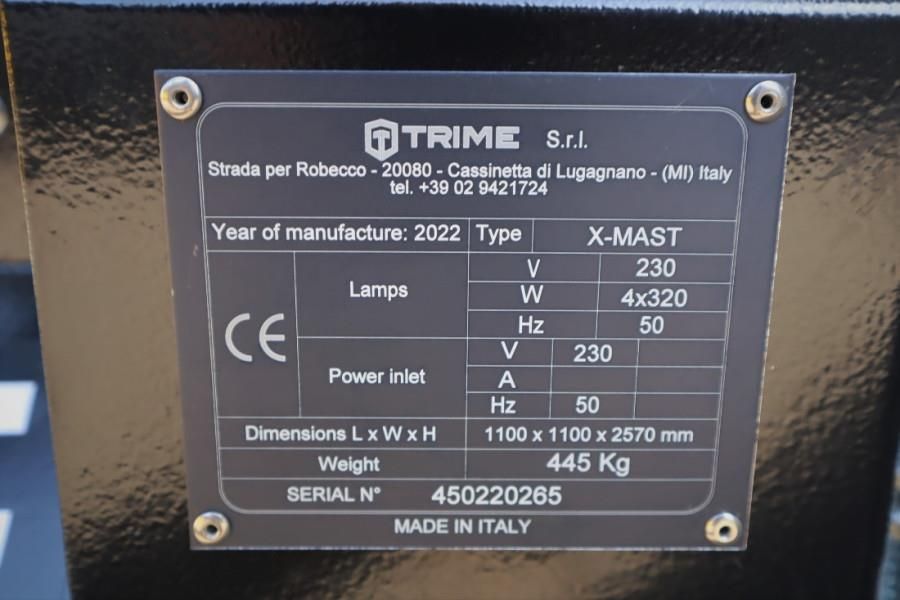 TRIME S.r.l.
Strada per Robecco - 20080 - Cassinetta di Lugagnano - (MI) Italy
tel. +39 02 9421724
Year of manufacture: 2022 Type X-MAST
CE
Lamps
V 230
W 4x320
Hz 50
Power inlet
V 230
A
Hz 50
Dimensions L x W x H 1100 x 1100 x 2570 mm
Weight 445 Kg
SERIAL N° 450220265
MADE IN ITALY